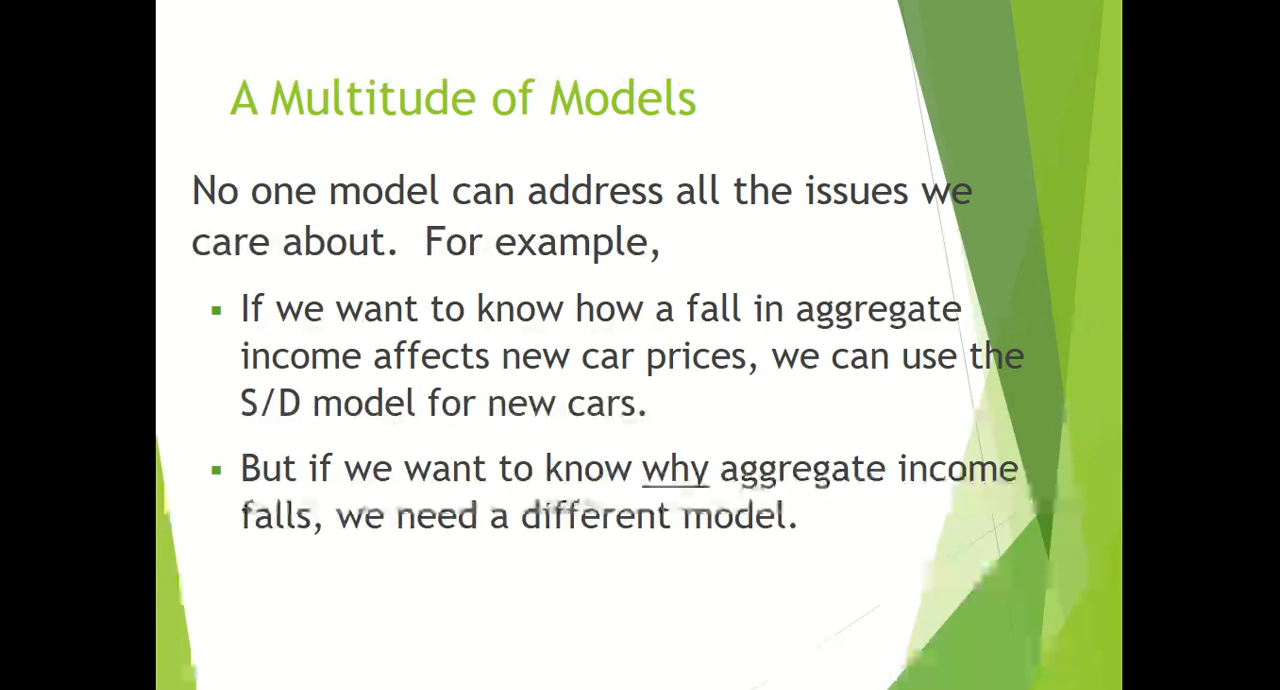 A Multitude of Models
No one model can address all the issues we
care about. For example,
▪ If we want to know how a fall in aggregate
income affects new car prices, we can use the
S/D model for new cars.
▪ But if we want to know why aggregate income
falls, we need a different model.